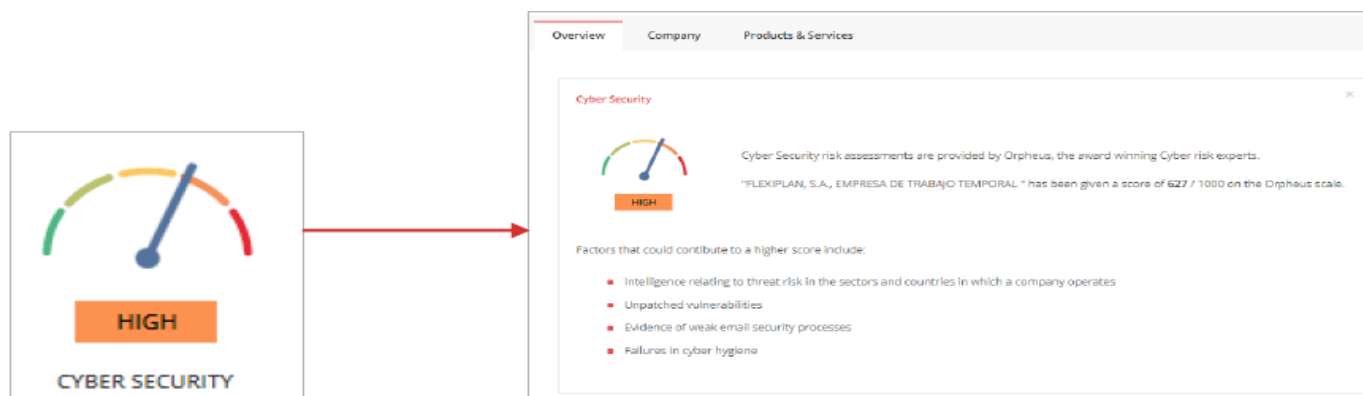 HIGH
CYBER SECURITY
Overview Company Products & Services
Cyber Security
×
Cyber Security risk assessments are provided by Orpheus, the award winning Cyber risk experts.
"FLEXIPLAN, S.A., EMPRESA DE TRABAJO TEMPORAL " has been given a score of 627 / 1000 on the Orpheus scale.
HIGH
Factors that could contibute to a higher score include:
Intelligence relating to threat risk in the sectors and countries in which a company operates
Unpatched vulnerabilities
Evidence of weak email security processes
Failures in cyber hygiene